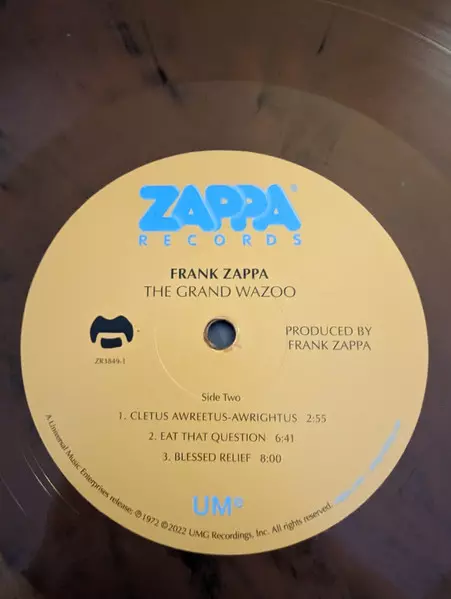 ZAPPA®
RECORDS
FRANK ZAPPA
THE GRAND WAZOO
ZR3849-1
PRODUCED BY
FRANK ZAPPA
Side Two
1. CLETUS AWREETUS-AWRIGHTUS 2:55
2. EAT THAT QUESTION 6:41
3. BLESSED RELIEF 8:00
UMe
A Universal Music Enterprises release; ℗1972 ©2022 UMG Recordings, Inc. All rights reserved.